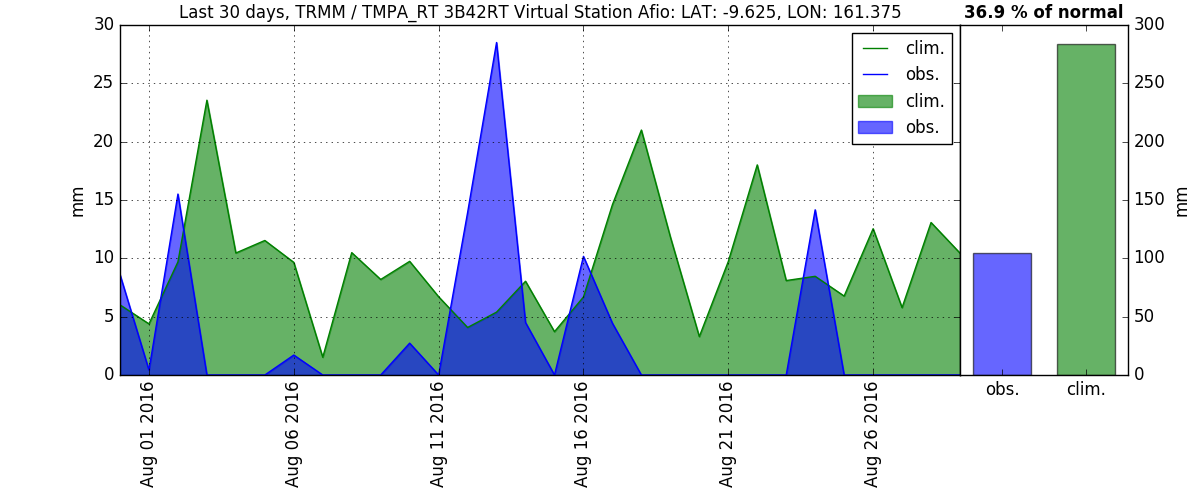 Last 30 days, TRMM / TMPA_RT 3B42RT Virtual Station Afio: LAT: -9.625, LON: 161.375
36.9 % of normal
30
25
20
15
10
5
0
mm
clim.
obs.
clim.
obs.
Aug 01 2016
Aug 06 2016
Aug 11 2016
Aug 16 2016
Aug 21 2016
Aug 26 2016
300
250
200
150
100
50
0
mm
obs.
clim.